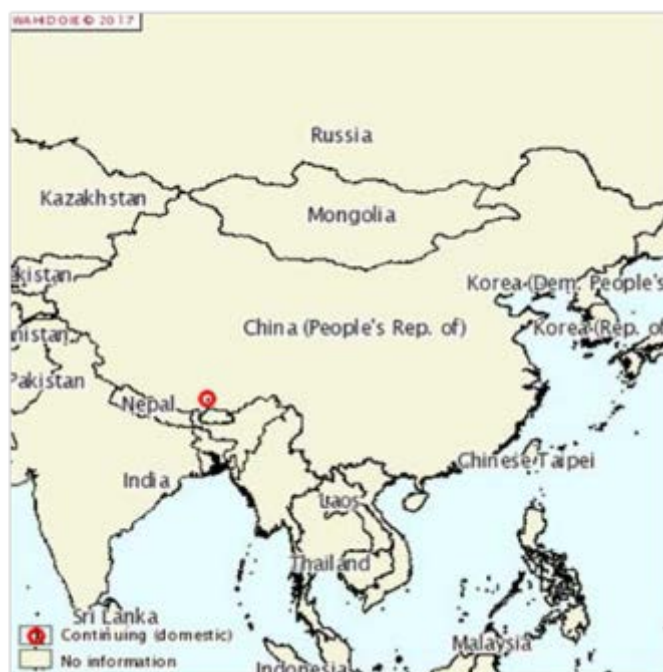 WAHID OIE © 2017
Russia
Kazakhstan
Mongolia
kistan
Korea (Dem. People's
nistan
China (People's Rep. of)
Korea (Rep. of
Pakistan
Nepal
India
Chinese Taipei
Laos
Thailand
Sri Lanka
Continuing (domestic)
Malaysia
No information
Indonesia